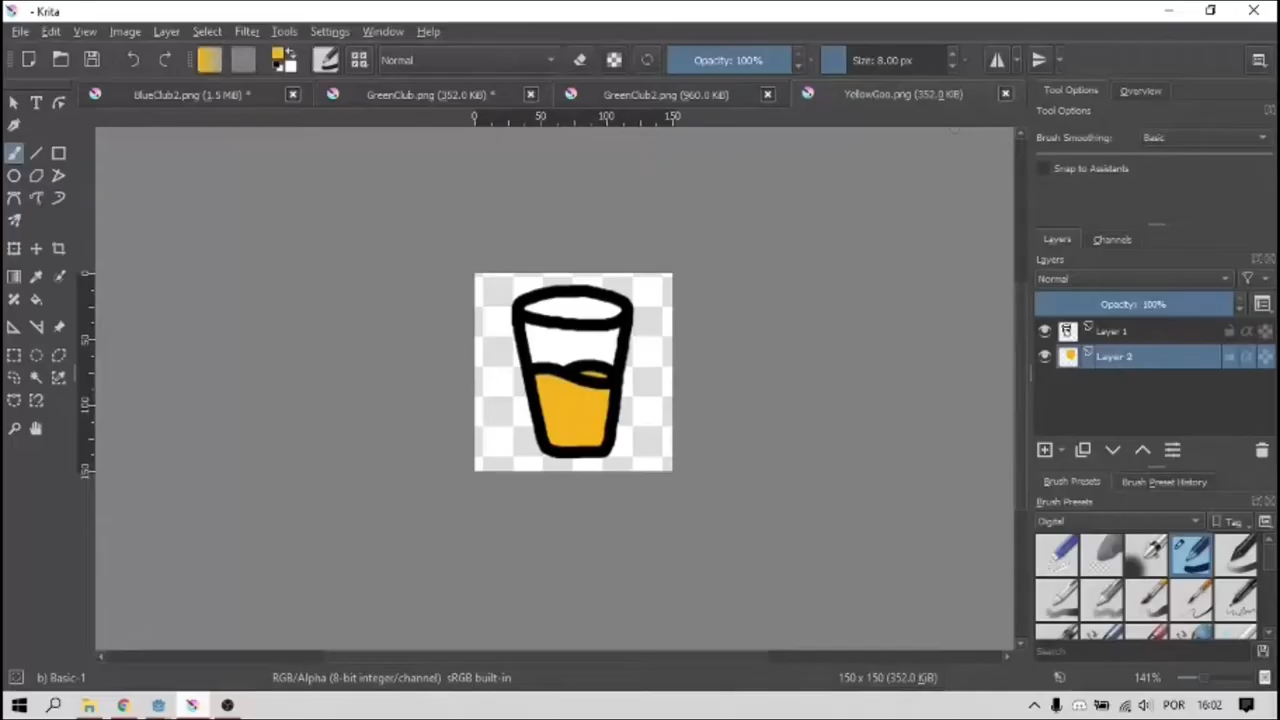 - Krita
File Edit View Image Layer Select Filter Tools Settings Window Help
Normal Opacity: 100% Size: 8.00 px
BlueClub2.png (1.5 MiB) * GreenClub.png (352.0 KiB) * GreenClub2.png (960.0 KiB) YellowGoo.png (352.0 KiB)
Tool Options Overview
0 50 100 150
Tool Options
Brush Smoothing: Basic
Snap to Assistants
Layers Channels
Layers
Normal
0
Opacity: 100%
Layer 1
50
Layer 2
100
150
Brush Presets Brush Preset History
Brush Presets
Digital Tag
Search
b) Basic-1 RGB/Alpha (8-bit integer/channel) sRGB built-in 150 x 150 (352.0 KiB) 141%
POR 16:02